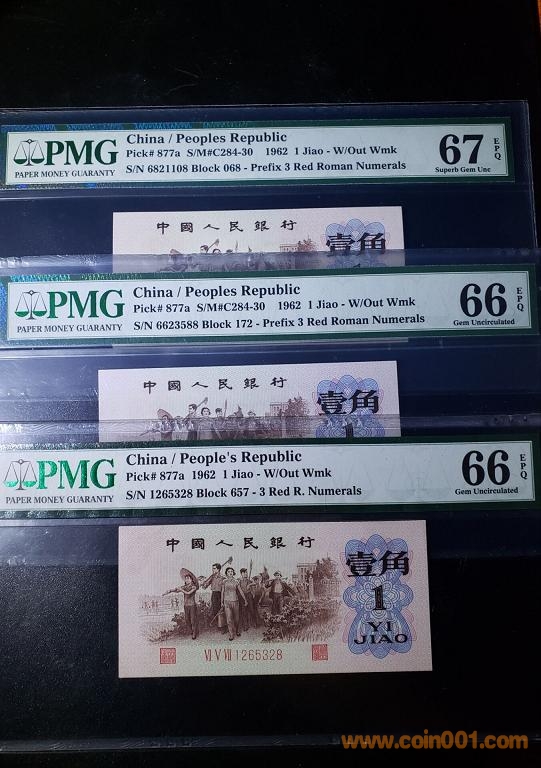 PMG
PAPER MONEY GUARANTY
China / Peoples Republic
Pick# 877a S/M#C284-30 1962 1 Jiao - W/Out Wmk
S/N 6821108 Block 068 - Prefix 3 Red Roman Numerals
67 EPQ
Superb Gem Unc
中國人民銀行
壹角
PMG
PAPER MONEY GUARANTY
China / Peoples Republic
Pick# 877a S/M#C284-30 1962 1 Jiao - W/Out Wmk
S/N 6623588 Block 172 - Prefix 3 Red Roman Numerals
66 EPQ
Gem Uncirculated
中國人民銀行
壹角
PMG
PAPER MONEY GUARANTY
China / People's Republic
Pick# 877a 1962 1 Jiao - W/Out Wmk
S/N 1265328 Block 657 - 3 Red R. Numerals
66 EPQ
Gem Uncirculated
中國人民銀行
壹角
1
YI
JIAO
VI V VII 1265328
www.coin001.com